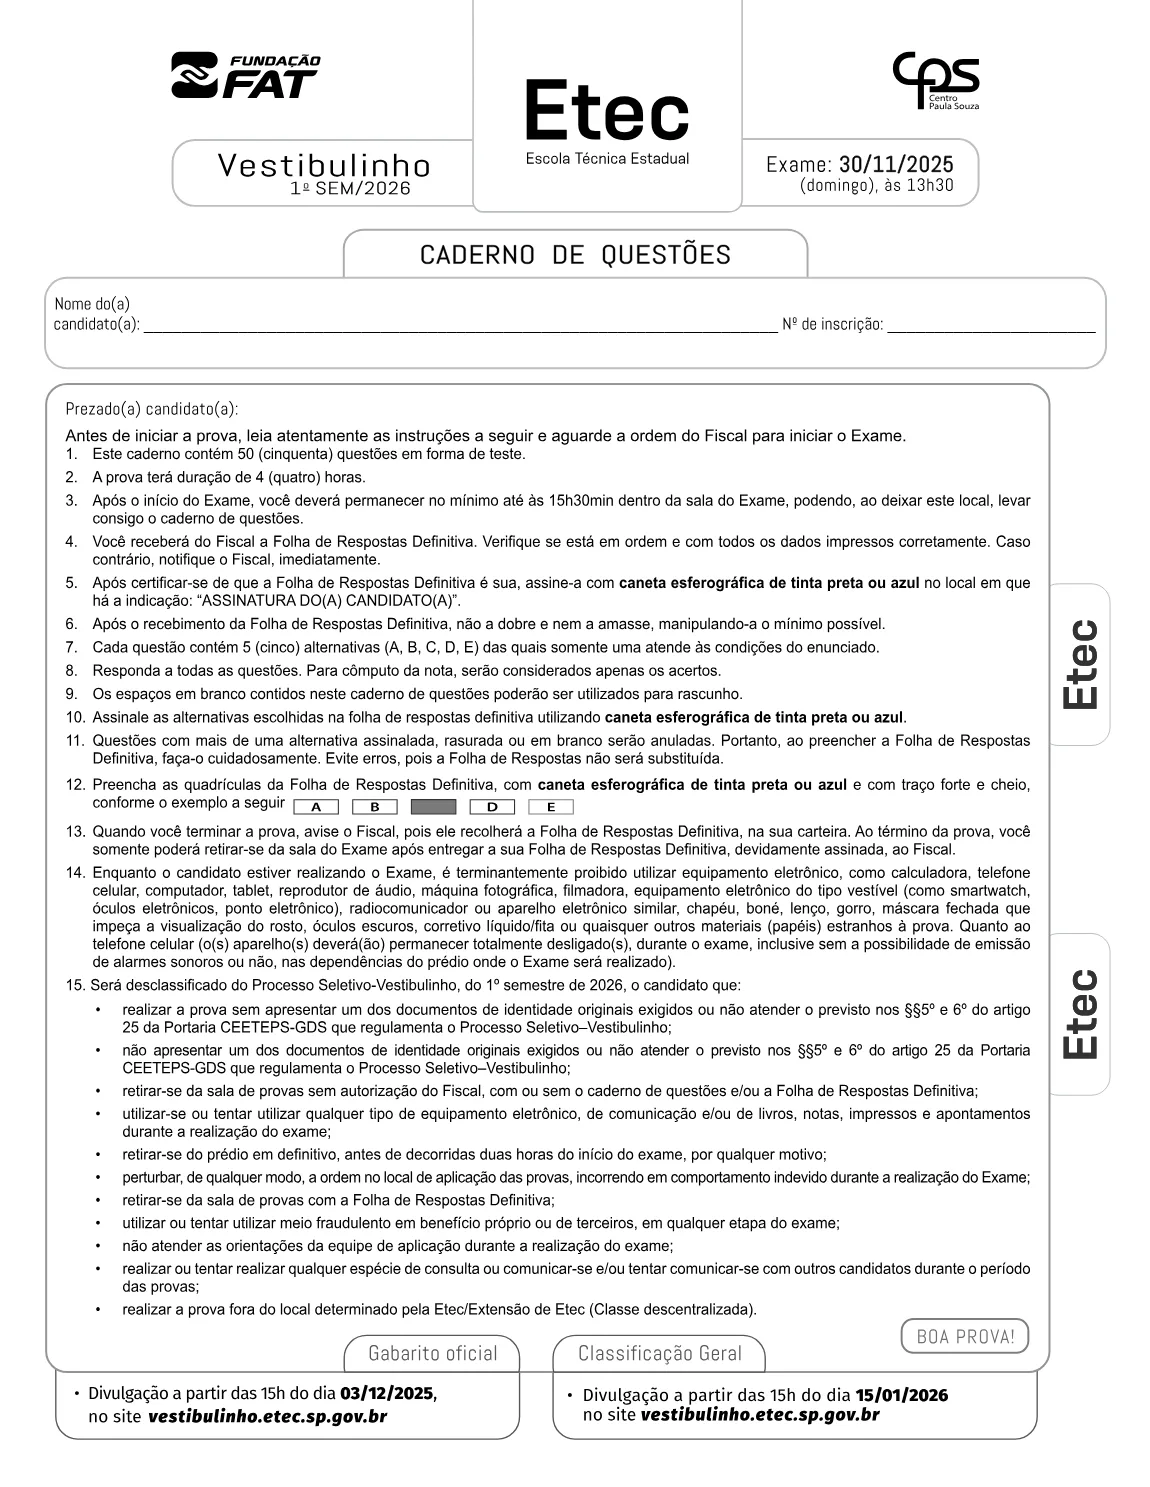 FUNDAÇÃO
FAT
Etec
Escola Técnica Estadual
CPS
Centro
Paula Souza
Vestibulinho
1º SEM/2026
Exame: 30/11/2025
(domingo), às 13h30
CADERNO DE QUESTÕES
Nome do(a)
candidato(a): ______ Nº de inscrição: ______
Prezado(a) candidato(a):
Antes de iniciar a prova, leia atentamente as instruções a seguir e aguarde a ordem do Fiscal para iniciar o Exame.
1. Este caderno contém 50 (cinquenta) questões em forma de teste.
2. A prova terá duração de 4 (quatro) horas.
3. Após o início do Exame, você deverá permanecer no mínimo até às 15h30min dentro da sala do Exame, podendo, ao deixar este local, levar
consigo o caderno de questões.
4. Você receberá do Fiscal a Folha de Respostas Definitiva. Verifique se está em ordem e com todos os dados impressos corretamente. Caso
contrário, notifique o Fiscal, imediatamente.
5. Após certificar-se de que a Folha de Respostas Definitiva é sua, assine-a com caneta esferográfica de tinta preta ou azul no local em que
há a indicação: “ASSINATURA DO(A) CANDIDATO(A)”.
6. Após o recebimento da Folha de Respostas Definitiva, não a dobre e nem a amasse, manipulando-a o mínimo possível.
7. Cada questão contém 5 (cinco) alternativas (A, B, C, D, E) das quais somente uma atende às condições do enunciado.
8. Responda a todas as questões. Para cômputo da nota, serão considerados apenas os acertos.
9. Os espaços em branco contidos neste caderno de questões poderão ser utilizados para rascunho.
10. Assinale as alternativas escolhidas na folha de respostas definitiva utilizando caneta esferográfica de tinta preta ou azul.
11. Questões com mais de uma alternativa assinalada, rasurada ou em branco serão anuladas. Portanto, ao preencher a Folha de Respostas
Definitiva, faça-o cuidadosamente. Evite erros, pois a Folha de Respostas não será substituída.
12. Preencha as quadrículas da Folha de Respostas Definitiva, com caneta esferográfica de tinta preta ou azul e com traço forte e cheio,
conforme o exemplo a seguir A B D E
13. Quando você terminar a prova, avise o Fiscal, pois ele recolherá a Folha de Respostas Definitiva, na sua carteira. Ao término da prova, você
somente poderá retirar-se da sala do Exame após entregar a sua Folha de Respostas Definitiva, devidamente assinada, ao Fiscal.
14. Enquanto o candidato estiver realizando o Exame, é terminantemente proibido utilizar equipamento eletrônico, como calculadora, telefone
celular, computador, tablet, reprodutor de áudio, máquina fotográfica, filmadora, equipamento eletrônico do tipo vestível (como smartwatch,
óculos eletrônicos, ponto eletrônico), radiocomunicador ou aparelho eletrônico similar, chapéu, boné, lenço, gorro, máscara fechada que
impeça a visualização do rosto, óculos escuros, corretivo líquido/fita ou quaisquer outros materiais (papéis) estranhos à prova. Quanto ao
telefone celular (o(s) aparelho(s) deverá(ão) permanecer totalmente desligado(s), durante o exame, inclusive sem a possibilidade de emissão
de alarmes sonoros ou não, nas dependências do prédio onde o Exame será realizado).
15. Será desclassificado do Processo Seletivo-Vestibulinho, do 1º semestre de 2026, o candidato que:
• realizar a prova sem apresentar um dos documentos de identidade originais exigidos ou não atender o previsto nos §§5º e 6º do artigo
25 da Portaria CEETEPS-GDS que regulamenta o Processo Seletivo–Vestibulinho;
• não apresentar um dos documentos de identidade originais exigidos ou não atender o previsto nos §§5º e 6º do artigo 25 da Portaria
CEETEPS-GDS que regulamenta o Processo Seletivo–Vestibulinho;
• retirar-se da sala de provas sem autorização do Fiscal, com ou sem o caderno de questões e/ou a Folha de Respostas Definitiva;
• utilizar-se ou tentar utilizar qualquer tipo de equipamento eletrônico, de comunicação e/ou de livros, notas, impressos e apontamentos
durante a realização do exame;
• retirar-se do prédio em definitivo, antes de decorridas duas horas do início do exame, por qualquer motivo;
• perturbar, de qualquer modo, a ordem no local de aplicação das provas, incorrendo em comportamento indevido durante a realização do Exame;
• retirar-se da sala de provas com a Folha de Respostas Definitiva;
• utilizar ou tentar utilizar meio fraudulento em benefício próprio ou de terceiros, em qualquer etapa do exame;
• não atender as orientações da equipe de aplicação durante a realização do exame;
• realizar ou tentar realizar qualquer espécie de consulta ou comunicar-se e/ou tentar comunicar-se com outros candidatos durante o período
das provas;
• realizar a prova fora do local determinado pela Etec/Extensão de Etec (Classe descentralizada).
BOA PROVA!
Etec
Etec
Gabarito oficial
• Divulgação a partir das 15h do dia 03/12/2025,
no site vestibulinho.etec.sp.gov.br
Classificação Geral
• Divulgação a partir das 15h do dia 15/01/2026
no site vestibulinho.etec.sp.gov.br